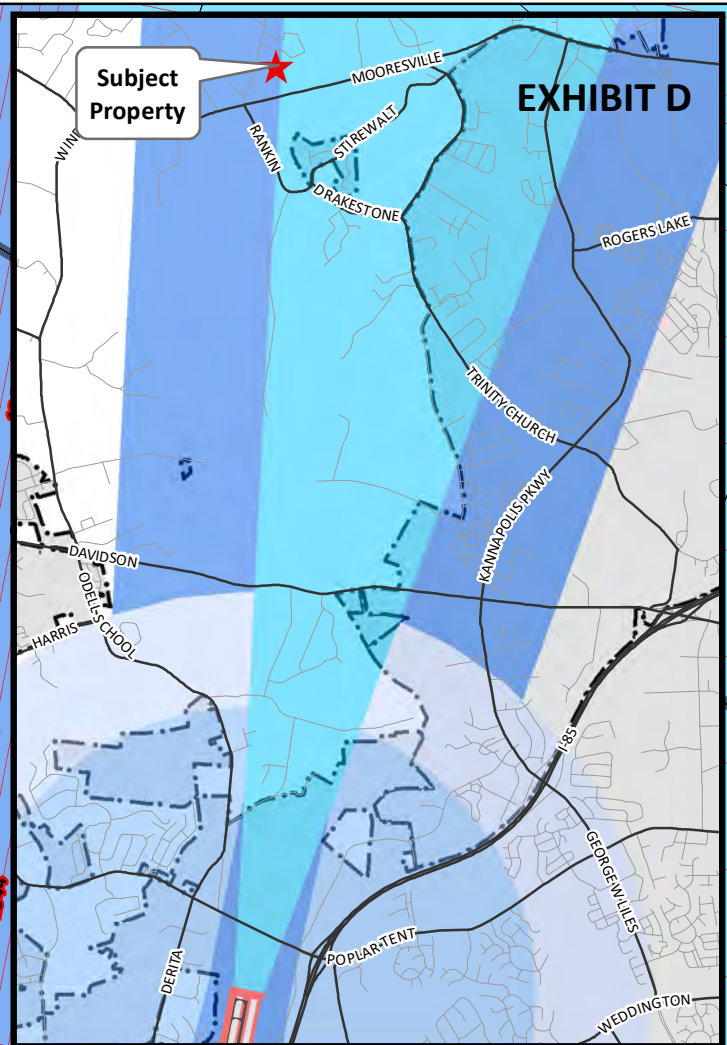 Subject
Property
MOORESVILLE
EXHIBIT D
STIREWALT
RANKIN
DRAKESTONE
ROGERS LAKE
TRINITY CHURCH
KANNAPOLIS PKWY
DAVIDSON
ODELL SCHOOL
HARRIS
I-85
GEORGE W LILES
POPLAR TENT
DERITA
WEDDINGTON